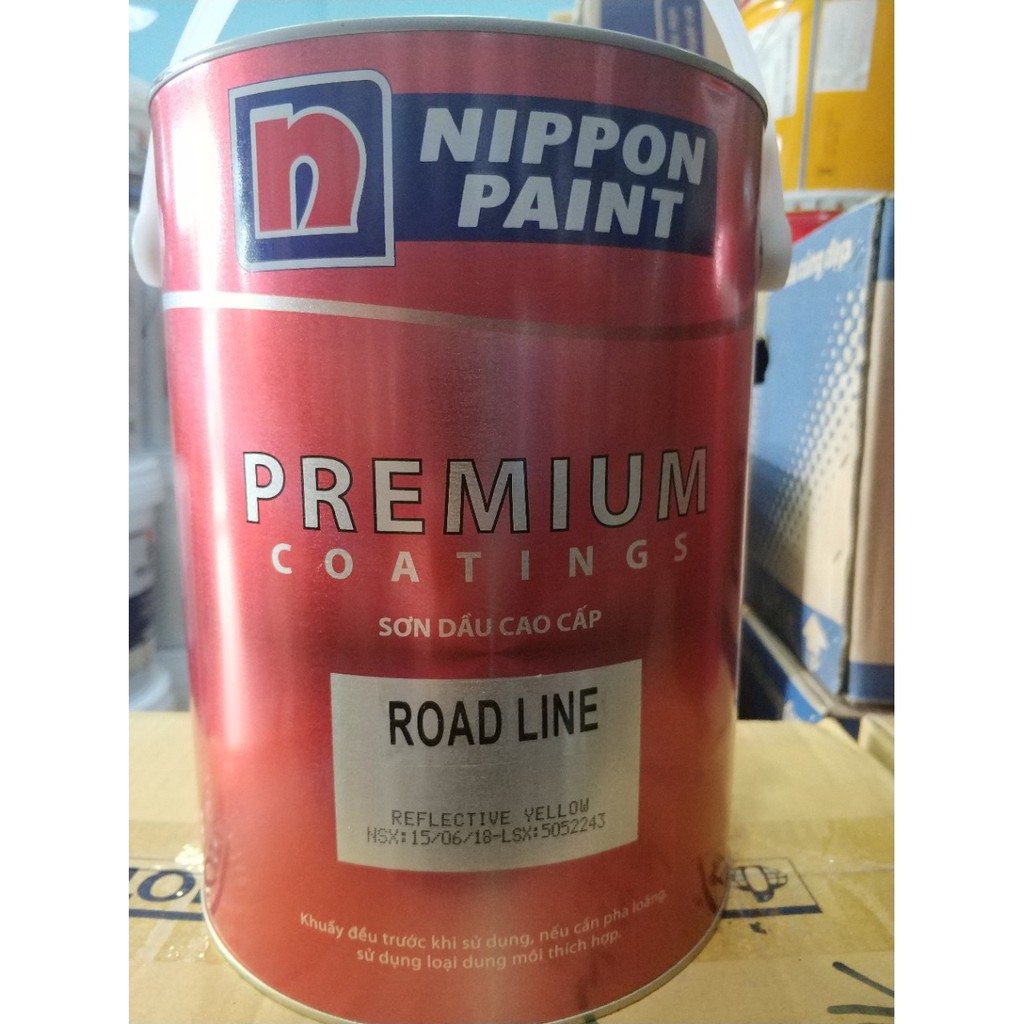 n
NIPPON
PAINT
PREMIUM
COATINGS
SƠN DẦU CAO CẤP
ROAD LINE
REFLECTIVE YELLOW
NSX:15/06/18-LSX:5052243
Khuấy đều trước khi sử dụng, nếu cần pha loãng,
sử dụng loại dung môi thích hợp.